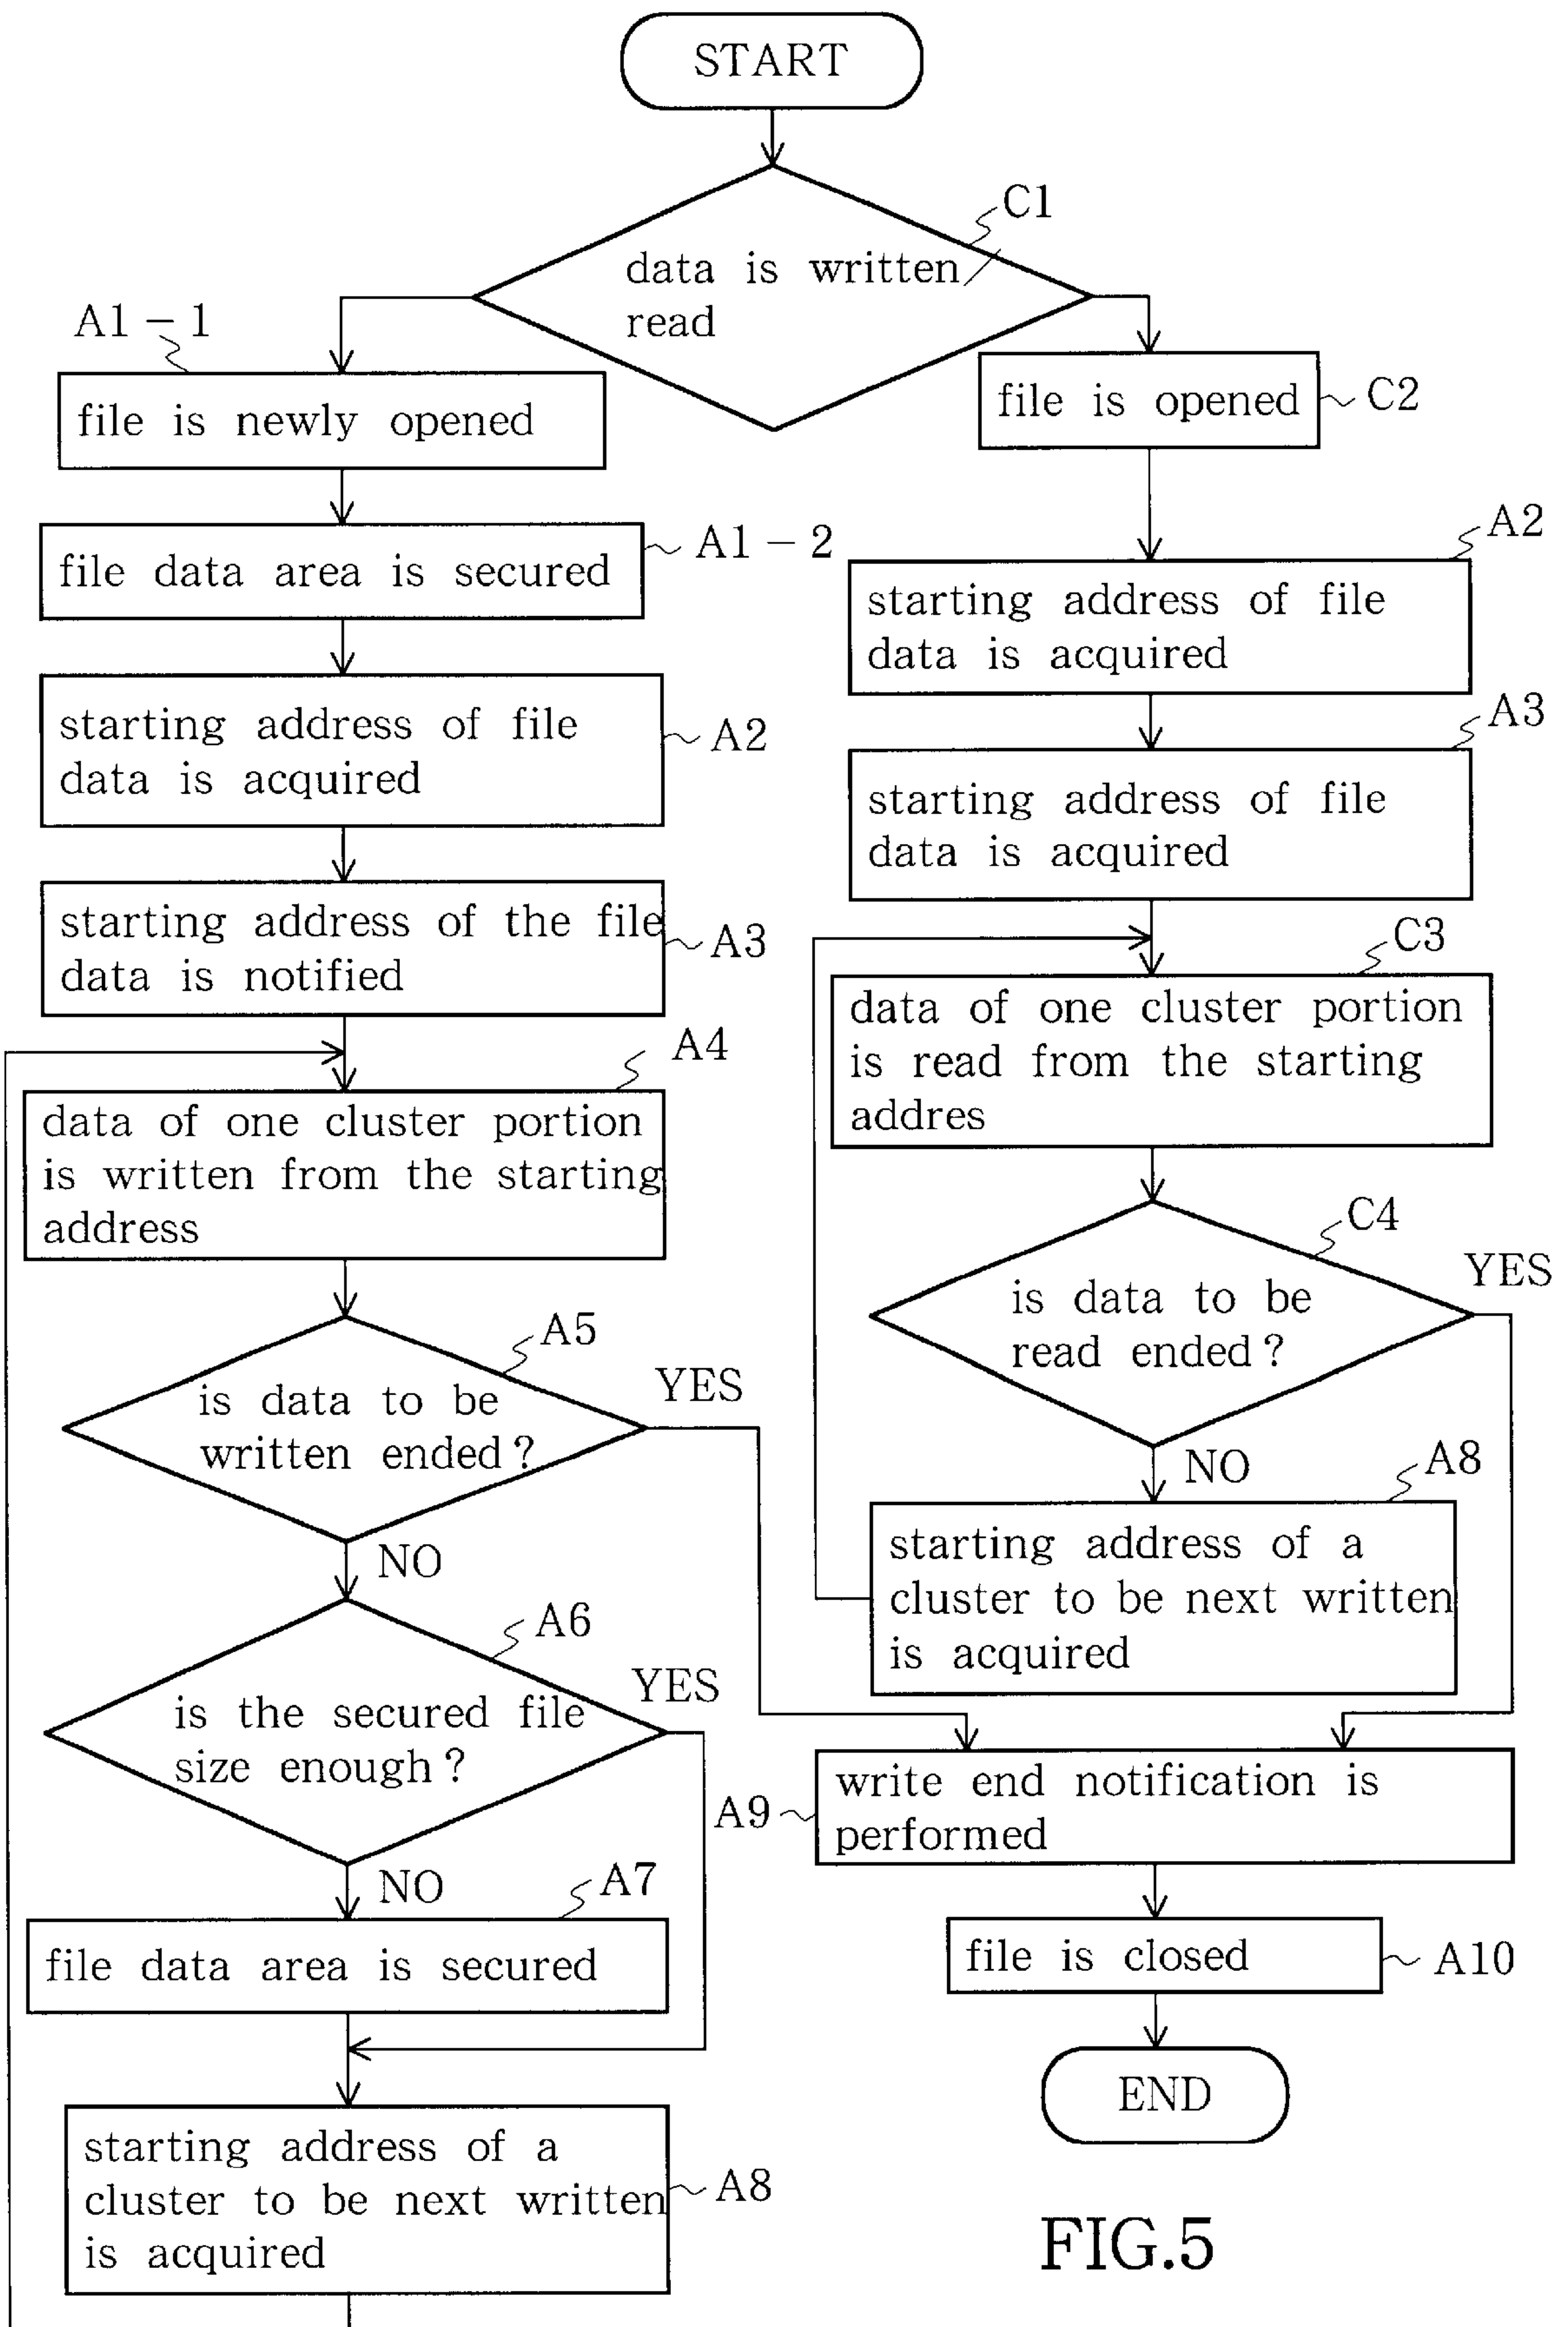 START
C1
data is written/
read
A1-1
file is newly opened
file is opened
C2
file data area is secured
A1-2
A2
starting address of file
data is acquired
starting address of file
data is acquired
A2
A3
starting address of file
data is acquired
starting address of the file
data is notified
A3
C3
data of one cluster portion
is read from the starting
addres
A4
data of one cluster portion
is written from the starting
address
C4
YES
is data to be
read ended?
NO
A5
YES
is data to be
written ended?
NO
A8
starting address of a
cluster to be next written
is acquired
A6
YES
is the secured file
size enough?
NO
A9
write end notification is
performed
A7
file data area is secured
file is closed
A10
END
starting address of a
cluster to be next written
is acquired
A8
FIG.5